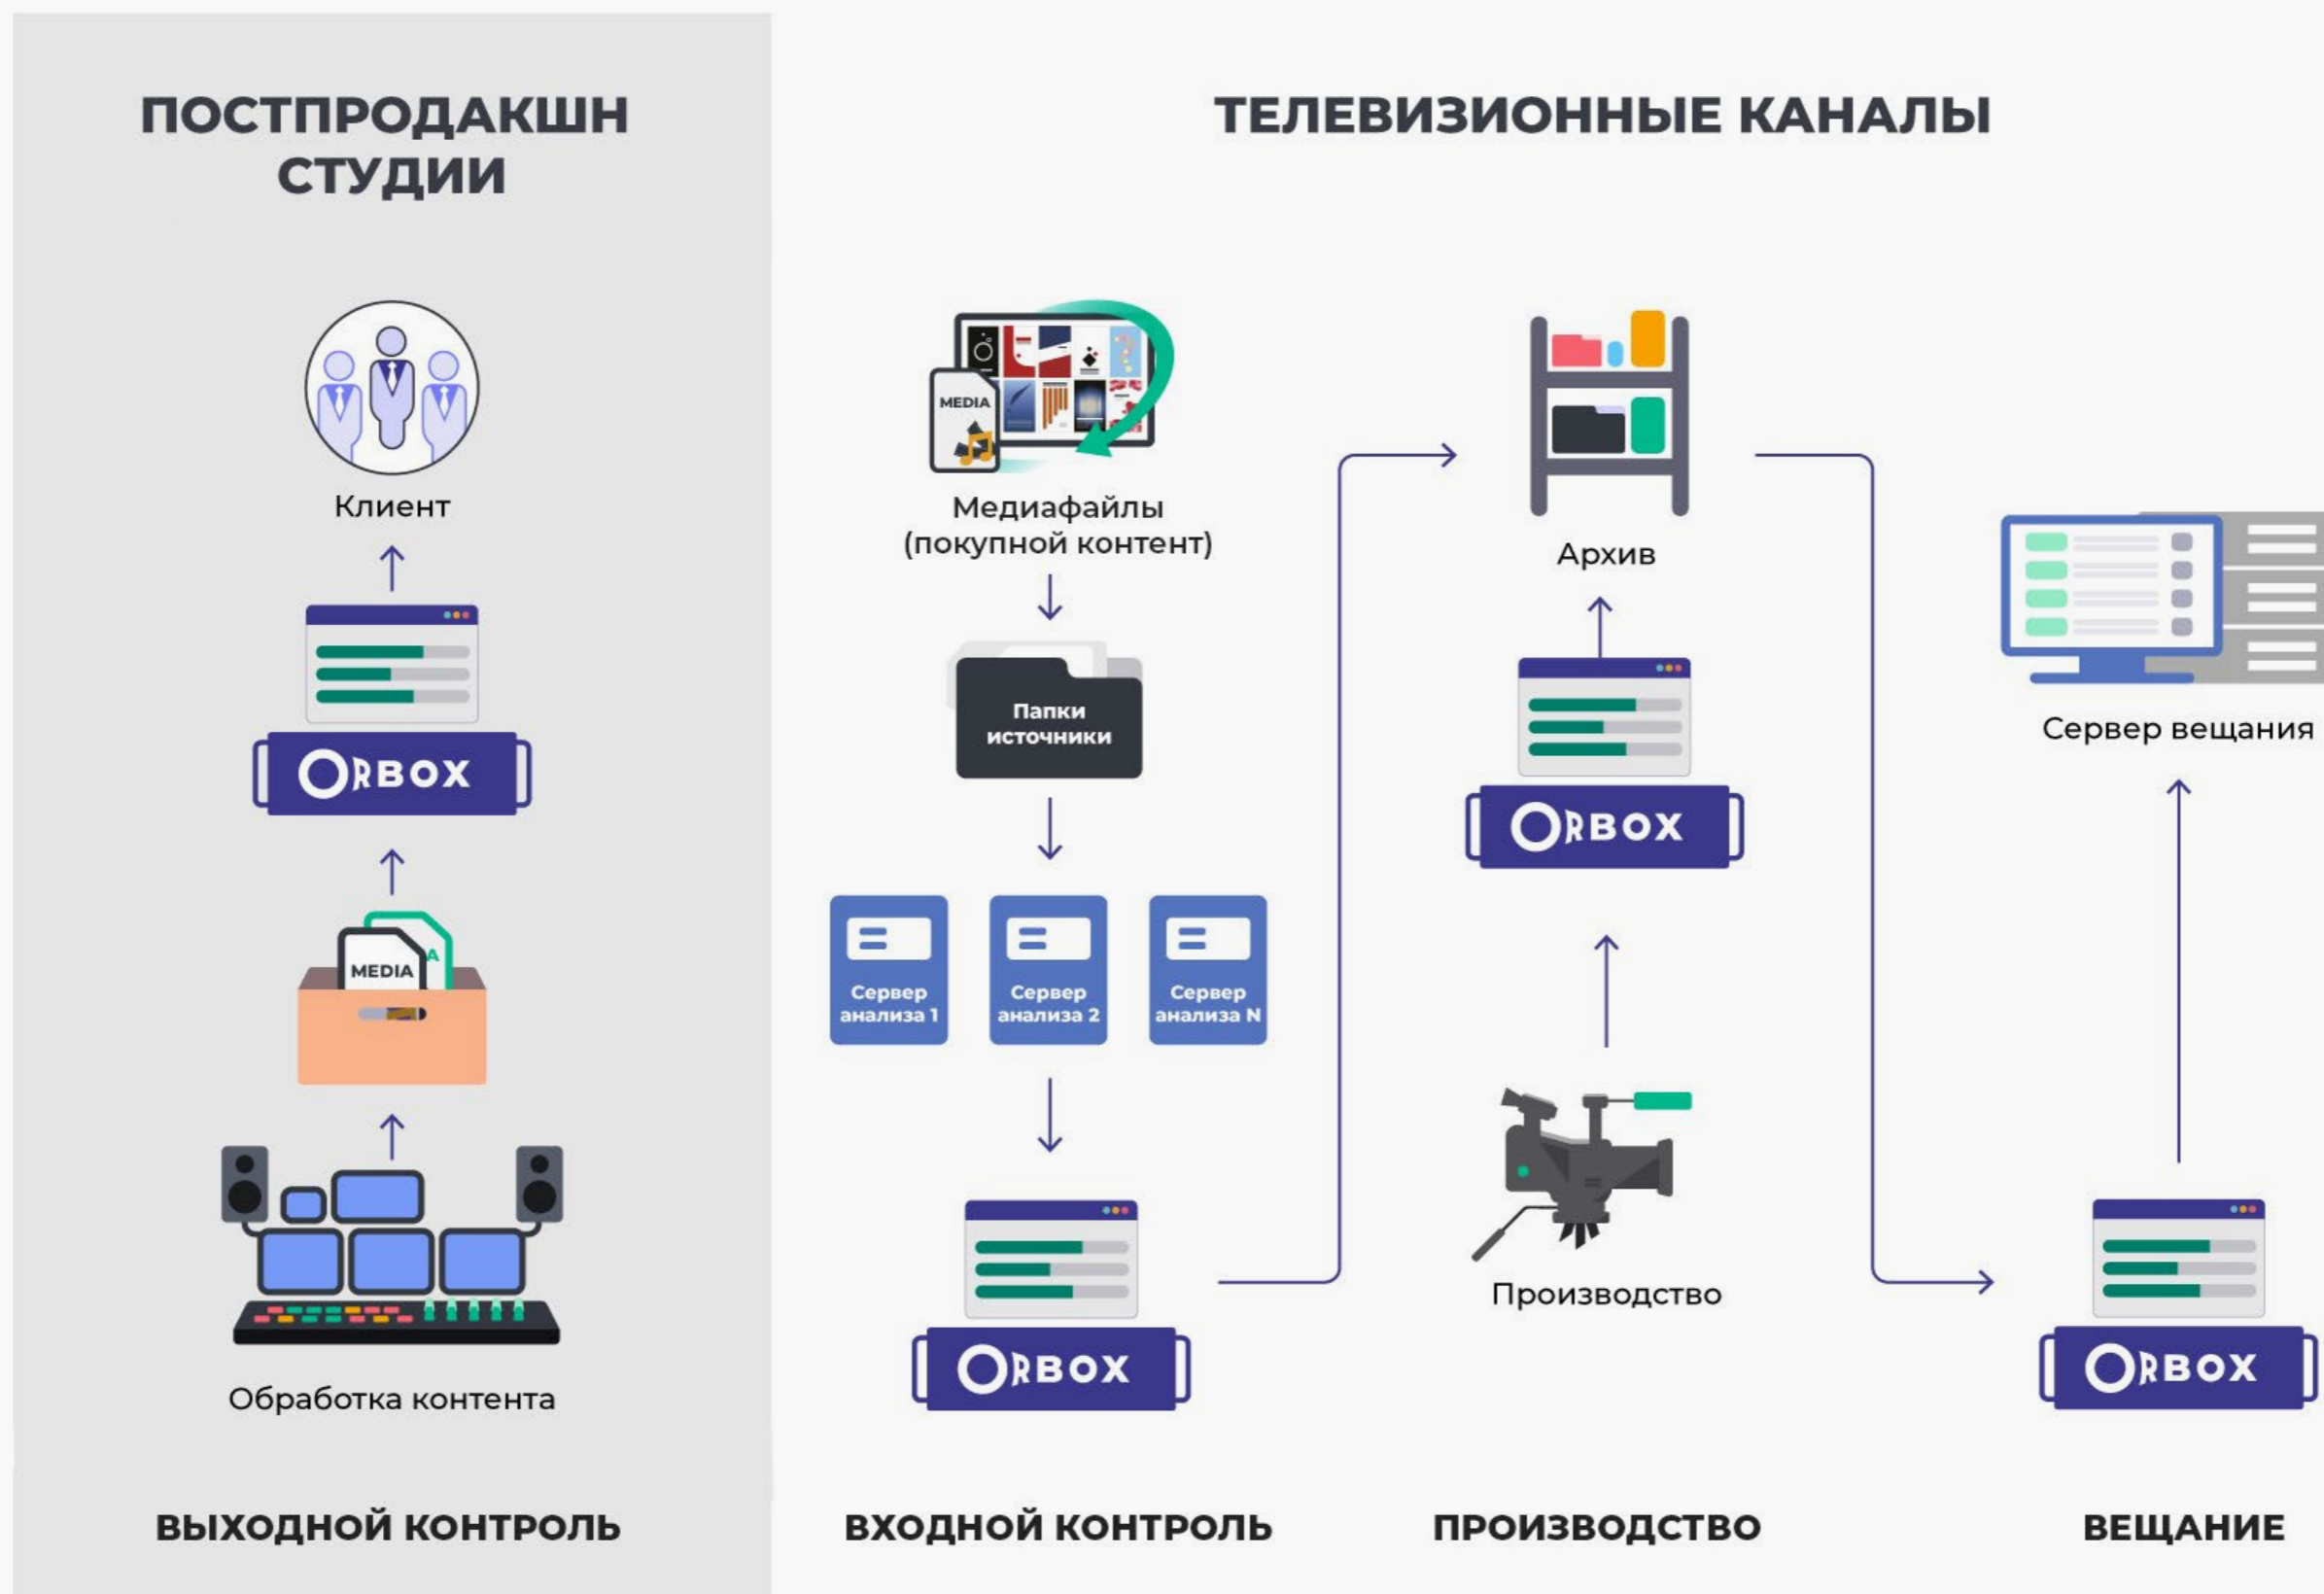 ПОСТПРОДАКШН
СТУДИИ
Клиент
ORBOX
MEDIA
A
Обработка контента
ВЫХОДНОЙ КОНТРОЛЬ
ТЕЛЕВИЗИОННЫЕ КАНАЛЫ
MEDIA
Медиафайлы
(покупной контент)
Папки
источники
Сервер
анализа 1
Сервер
анализа 2
Сервер
анализа N
ORBOX
ВХОДНОЙ КОНТРОЛЬ
Архив
ORBOX
Производство
ПРОИЗВОДСТВО
Сервер вещания
ORBOX
ВЕЩАНИЕ